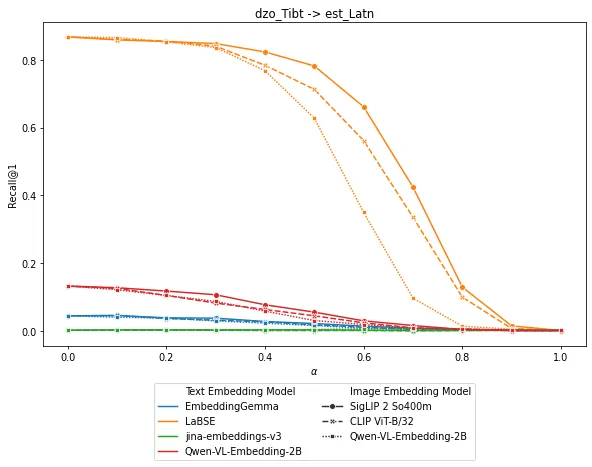 dzo_Tibt -> est_Latn
Recall@1
0.8
0.6
0.4
0.2
0.0
0.0 0.2 0.4 0.6 0.8 1.0
α
Text Embedding Model
EmbeddingGemma
LaBSE
jina-embeddings-v3
Qwen-VL-Embedding-2B
Image Embedding Model
SigLIP 2 So400m
CLIP ViT-B/32
Qwen-VL-Embedding-2B